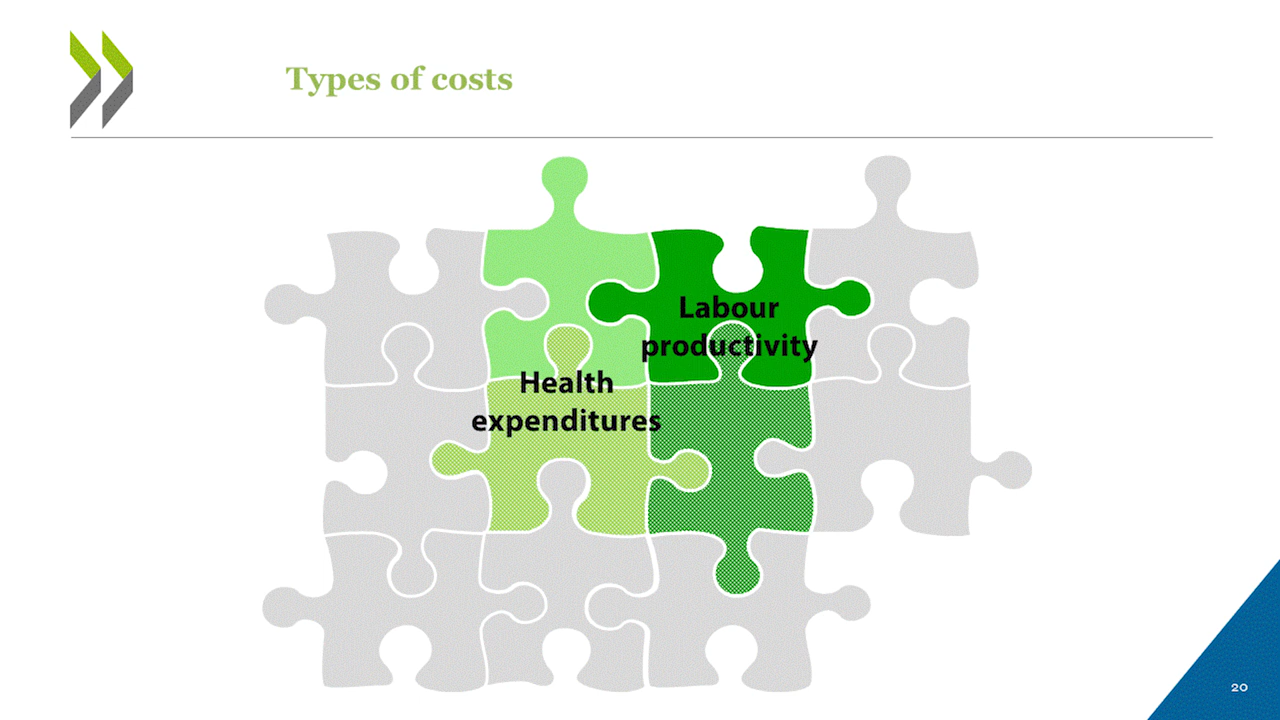 Types of costs
Labour
productivity
Health
expenditures
20